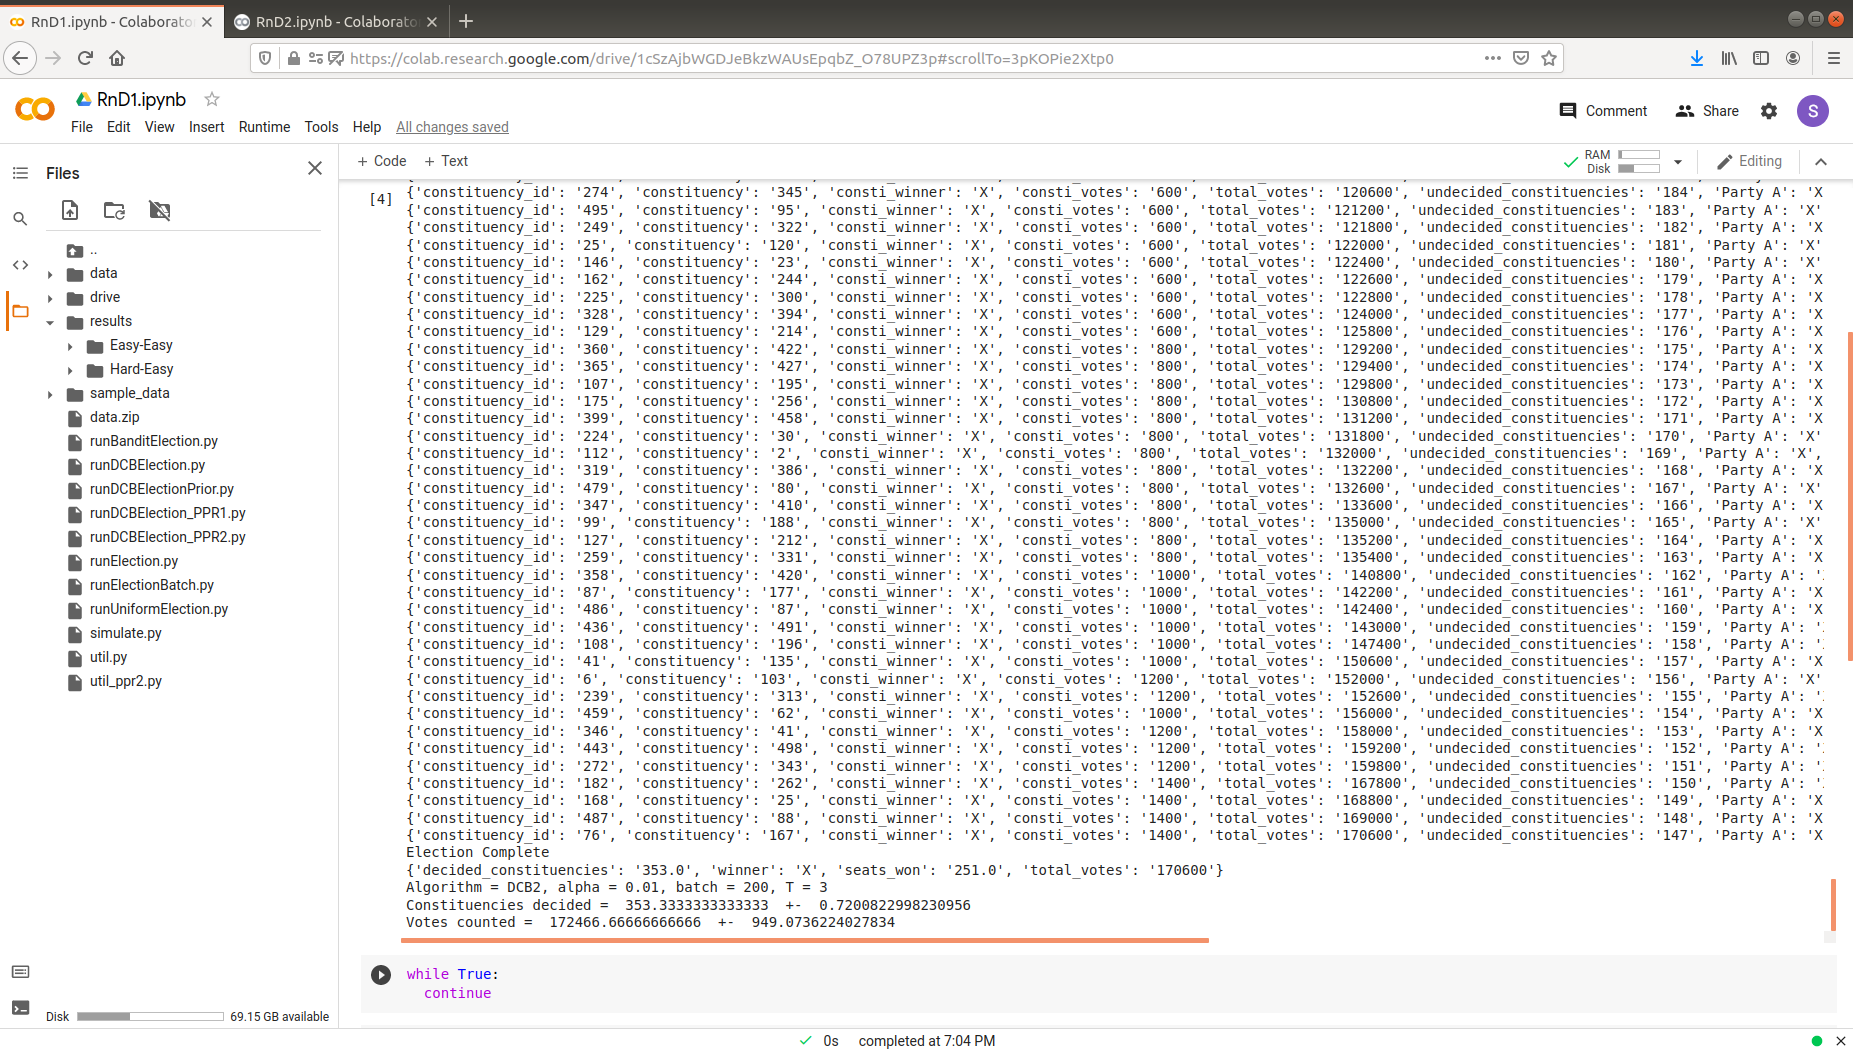 RnD1.ipynb - Colaborato
RnD2.ipynb - Colaborato
https://colab.research.google.com/drive/1cSzAjbWGDJeBkzWAUsEpqbZ_O78UPZ3p#scrollTo=3pKOPie2Xtp0
RnD1.ipynb
File Edit View Insert Runtime Tools Help All changes saved
Comment Share S
Files
+ Code + Text
RAM
Disk
Editing
..
data
drive
results
Easy-Easy
Hard-Easy
sample_data
data.zip
runBanditElection.py
runDCBElection.py
runDCBElectionPrior.py
runDCBElection_PPR1.py
runDCBElection_PPR2.py
runElection.py
runElectionBatch.py
runUniformElection.py
simulate.py
util.py
util_ppr2.py
Disk 69.15 GB available
[4]
{'constituency_id': '274', 'constituency': '345', 'consti_winner': 'X', 'consti_votes': '600', 'total_votes': '120600', 'undecided_constituencies': '184', 'Party A': 'X
{'constituency_id': '495', 'constituency': '95', 'consti_winner': 'X', 'consti_votes': '600', 'total_votes': '121200', 'undecided_constituencies': '183', 'Party A': 'X'
{'constituency_id': '249', 'constituency': '322', 'consti_winner': 'X', 'consti_votes': '600', 'total_votes': '121800', 'undecided_constituencies': '182', 'Party A': 'X
{'constituency_id': '25', 'constituency': '120', 'consti_winner': 'X', 'consti_votes': '600', 'total_votes': '122000', 'undecided_constituencies': '181', 'Party A': 'X'
{'constituency_id': '146', 'constituency': '23', 'consti_winner': 'X', 'consti_votes': '600', 'total_votes': '122400', 'undecided_constituencies': '180', 'Party A': 'X'
{'constituency_id': '162', 'constituency': '244', 'consti_winner': 'X', 'consti_votes': '600', 'total_votes': '122600', 'undecided_constituencies': '179', 'Party A': 'X
{'constituency_id': '225', 'constituency': '300', 'consti_winner': 'X', 'consti_votes': '600', 'total_votes': '122800', 'undecided_constituencies': '178', 'Party A': 'X
{'constituency_id': '328', 'constituency': '394', 'consti_winner': 'X', 'consti_votes': '600', 'total_votes': '124000', 'undecided_constituencies': '177', 'Party A': 'X
{'constituency_id': '129', 'constituency': '214', 'consti_winner': 'X', 'consti_votes': '600', 'total_votes': '125800', 'undecided_constituencies': '176', 'Party A': 'X
{'constituency_id': '360', 'constituency': '422', 'consti_winner': 'X', 'consti_votes': '800', 'total_votes': '129200', 'undecided_constituencies': '175', 'Party A': 'X
{'constituency_id': '365', 'constituency': '427', 'consti_winner': 'X', 'consti_votes': '800', 'total_votes': '129400', 'undecided_constituencies': '174', 'Party A': 'X
{'constituency_id': '107', 'constituency': '195', 'consti_winner': 'X', 'consti_votes': '800', 'total_votes': '129800', 'undecided_constituencies': '173', 'Party A': 'X
{'constituency_id': '175', 'constituency': '256', 'consti_winner': 'X', 'consti_votes': '800', 'total_votes': '130800', 'undecided_constituencies': '172', 'Party A': 'X
{'constituency_id': '399', 'constituency': '458', 'consti_winner': 'X', 'consti_votes': '800', 'total_votes': '131200', 'undecided_constituencies': '171', 'Party A': 'X
{'constituency_id': '224', 'constituency': '30', 'consti_winner': 'X', 'consti_votes': '800', 'total_votes': '131800', 'undecided_constituencies': '170', 'Party A': 'X'
{'constituency_id': '112', 'constituency': '2', 'consti_winner': 'X', 'consti_votes': '800', 'total_votes': '132000', 'undecided_constituencies': '169', 'Party A': 'X',
{'constituency_id': '319', 'constituency': '386', 'consti_winner': 'X', 'consti_votes': '800', 'total_votes': '132200', 'undecided_constituencies': '168', 'Party A': 'X
{'constituency_id': '479', 'constituency': '80', 'consti_winner': 'X', 'consti_votes': '800', 'total_votes': '132600', 'undecided_constituencies': '167', 'Party A': 'X'
{'constituency_id': '347', 'constituency': '410', 'consti_winner': 'X', 'consti_votes': '800', 'total_votes': '133600', 'undecided_constituencies': '166', 'Party A': 'X
{'constituency_id': '99', 'constituency': '188', 'consti_winner': 'X', 'consti_votes': '800', 'total_votes': '135000', 'undecided_constituencies': '165', 'Party A': 'X'
{'constituency_id': '127', 'constituency': '212', 'consti_winner': 'X', 'consti_votes': '800', 'total_votes': '135200', 'undecided_constituencies': '164', 'Party A': 'X
{'constituency_id': '259', 'constituency': '331', 'consti_winner': 'X', 'consti_votes': '800', 'total_votes': '135400', 'undecided_constituencies': '163', 'Party A': 'X
{'constituency_id': '358', 'constituency': '420', 'consti_winner': 'X', 'consti_votes': '1000', 'total_votes': '140800', 'undecided_constituencies': '162', 'Party A': '
{'constituency_id': '87', 'constituency': '177', 'consti_winner': 'X', 'consti_votes': '1000', 'total_votes': '142200', 'undecided_constituencies': '161', 'Party A': 'X
{'constituency_id': '486', 'constituency': '87', 'consti_winner': 'X', 'consti_votes': '1000', 'total_votes': '142400', 'undecided_constituencies': '160', 'Party A': 'X
{'constituency_id': '436', 'constituency': '491', 'consti_winner': 'X', 'consti_votes': '1000', 'total_votes': '143000', 'undecided_constituencies': '159', 'Party A': '
{'constituency_id': '108', 'constituency': '196', 'consti_winner': 'X', 'consti_votes': '1000', 'total_votes': '147400', 'undecided_constituencies': '158', 'Party A': '
{'constituency_id': '41', 'constituency': '135', 'consti_winner': 'X', 'consti_votes': '1000', 'total_votes': '150600', 'undecided_constituencies': '157', 'Party A': 'X
{'constituency_id': '6', 'constituency': '103', 'consti_winner': 'X', 'consti_votes': '1200', 'total_votes': '152000', 'undecided_constituencies': '156', 'Party A': 'X'
{'constituency_id': '239', 'constituency': '313', 'consti_winner': 'X', 'consti_votes': '1200', 'total_votes': '152600', 'undecided_constituencies': '155', 'Party A': '
{'constituency_id': '459', 'constituency': '62', 'consti_winner': 'X', 'consti_votes': '1000', 'total_votes': '156000', 'undecided_constituencies': '154', 'Party A': 'X
{'constituency_id': '346', 'constituency': '41', 'consti_winner': 'X', 'consti_votes': '1200', 'total_votes': '158000', 'undecided_constituencies': '153', 'Party A': 'X
{'constituency_id': '443', 'constituency': '498', 'consti_winner': 'X', 'consti_votes': '1200', 'total_votes': '159200', 'undecided_constituencies': '152', 'Party A': '
{'constituency_id': '272', 'constituency': '343', 'consti_winner': 'X', 'consti_votes': '1200', 'total_votes': '159800', 'undecided_constituencies': '151', 'Party A': '
{'constituency_id': '182', 'constituency': '262', 'consti_winner': 'X', 'consti_votes': '1400', 'total_votes': '167800', 'undecided_constituencies': '150', 'Party A': '
{'constituency_id': '168', 'constituency': '25', 'consti_winner': 'X', 'consti_votes': '1400', 'total_votes': '168800', 'undecided_constituencies': '149', 'Party A': 'X
{'constituency_id': '487', 'constituency': '88', 'consti_winner': 'X', 'consti_votes': '1400', 'total_votes': '169000', 'undecided_constituencies': '148', 'Party A': 'X
{'constituency_id': '76', 'constituency': '167', 'consti_winner': 'X', 'consti_votes': '1400', 'total_votes': '170600', 'undecided_constituencies': '147', 'Party A': 'X
Election Complete
{'decided_constituencies': '353.0', 'winner': 'X', 'seats_won': '251.0', 'total_votes': '170600'}
Algorithm = DCB2, alpha = 0.01, batch = 200, T = 3
Constituencies decided =  353.3333333333333  +-  0.7200822998230956
Votes counted =  172466.66666666666  +-  949.0736224027834
while True:
  continue
0s completed at 7:04 PM